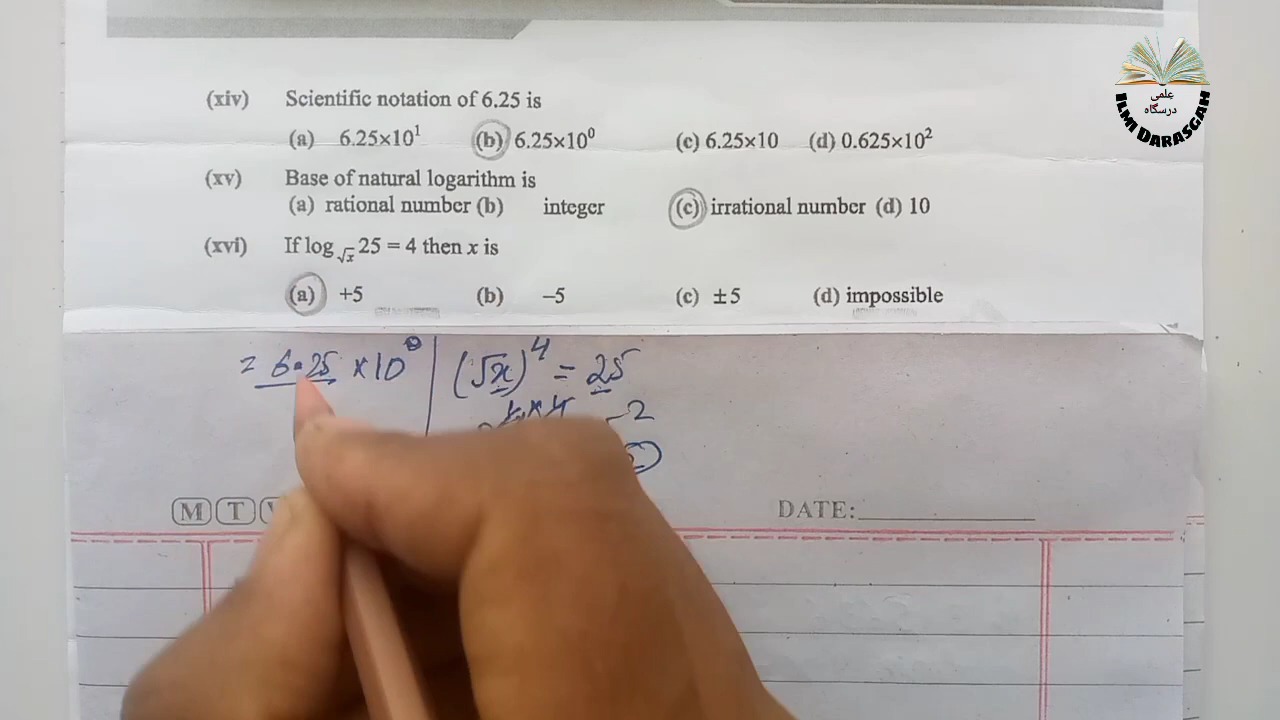 (xiv) Scientific notation of 6.25 is
(a) 6.25×10¹ (b) 6.25×10⁰ (c) 6.25×10 (d) 0.625×10²
(xv) Base of natural logarithm is
(a) rational number (b) integer (c) irrational number (d) 10
(xvi) If log √x 25 = 4 then x is
(a) +5 (b) −5 (c) ±5 (d) impossible
= 6.25 ×10⁰
(√x)⁴ = 25
M T
DATE:
علمی
درسگاه
ILMI DARASGAH